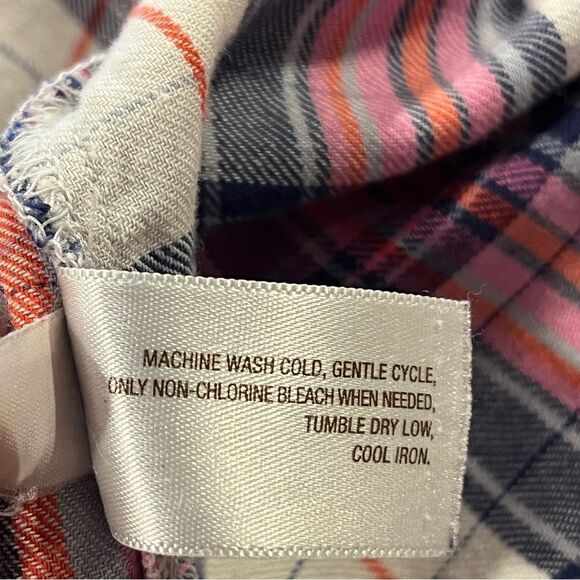 MACHINE WASH COLD, GENTLE CYCLE,
ONLY NON-CHLORINE BLEACH WHEN NEEDED,
TUMBLE DRY LOW,
COOL IRON.